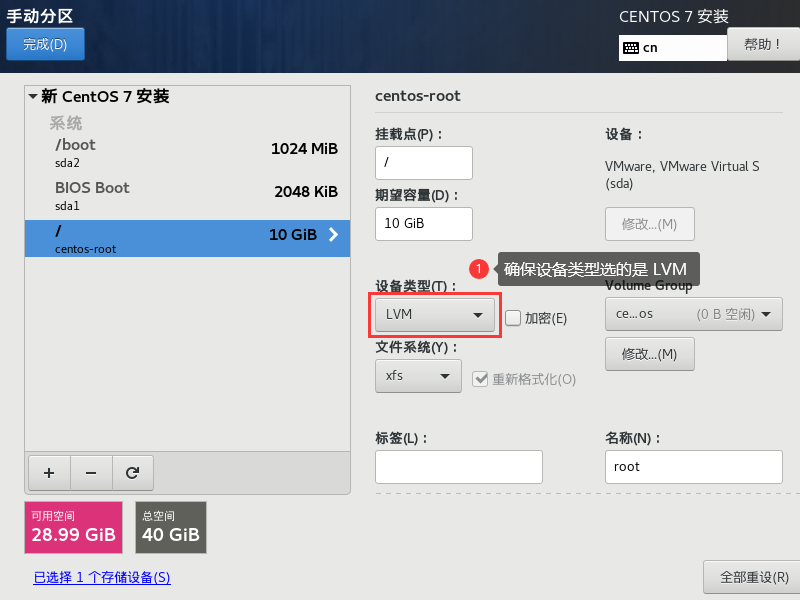 手动分区
CENTOS 7 安装
完成(D)
cn
帮助！
新 CentOS 7 安装
系统
/boot
1024 MiB
sda2
BIOS Boot
2048 KiB
sda1
/
10 GiB
centos-root
+
−
可用空间
28.99 GiB
总空间
40 GiB
已选择 1 个存储设备(S)
centos-root
挂载点(P)：
/
期望容量(D)：
10 GiB
设备：
VMware, VMware Virtual S
(sda)
修改...(M)
1
确保设备类型选的是 LVM
设备类型(T)：
LVM
加密(E)
Volume Group
ce...os
(0 B 空闲)
修改...(M)
文件系统(Y)：
xfs
重新格式化(O)
标签(L)：
名称(N)：
root
全部重设(R)